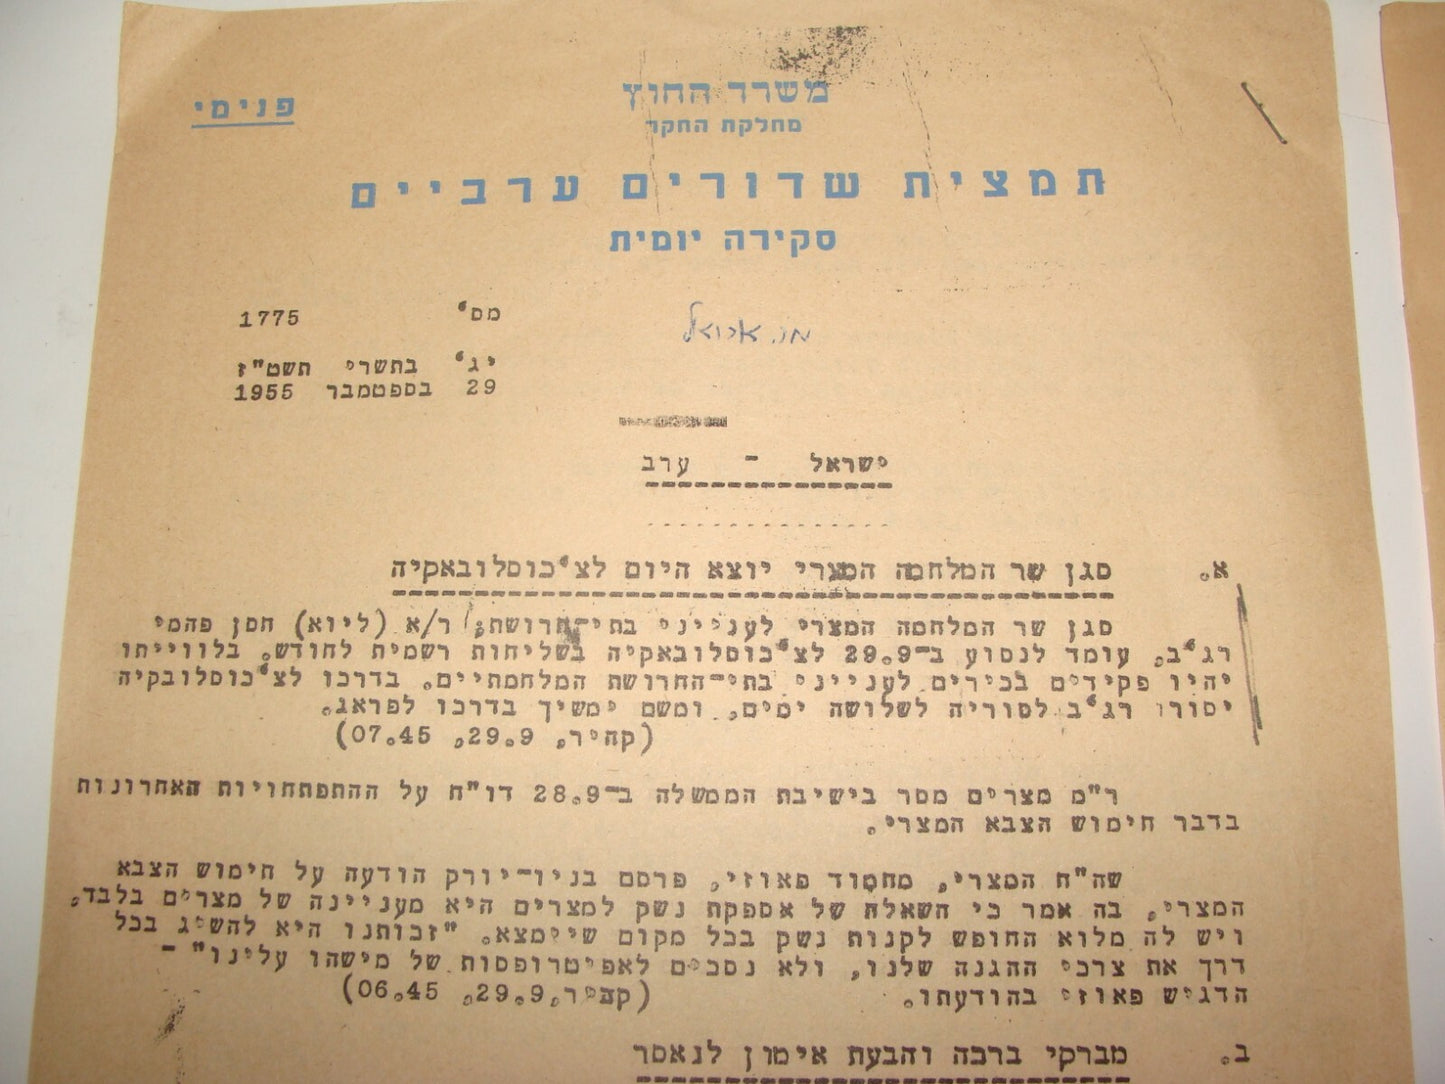 פנימי
משרד החוץ
מחלקת החקר
תמצית שדורים ערביים
סקירה יומית
מס' 1775
י"ג' בתשרי תשט"ז
29 בספטמבר 1955
ישראל - ערב
א. סגן שר המלחמה המצרי יוצא היום לצ'כוסלובאקיה
סגן שר המלחמה המצרי לענייני בתי-חרושת, ר/א (ליוא) חסן פהמי
רג'ב, עומד לנסוע ב-29.9 לצ'כוסלובאקיה בשליחות רשמית לחודש. בלווייתו
יהיו פקידים בכירים לענייני בתי-החרושת המלחמתיים. בדרכו לצ'כוסלובקיה
יסור רג'ב לסוריה לשלושה ימים, ומשם ימשיך בדרכו לפראג.
(קהיר, 29.9, 07.45)
ר"מ מצרים מסר בישיבת הממשלה ב-28.9 דו"ח על ההתפתחויות האחרונות
בדבר חימוש הצבא המצרי.
שה"ח המצרי, מחמוד פאוזי, פרסם בניו-יורק הודעה על חימוש הצבא
המצרי, בה אמר כי השאלה של אספקת נשק למצרים היא מעניינה של מצרים בלבד,
ויש לה מלוא החופש לקנות נשק בכל מקום שיימצא. "זכותנו היא להשיג בכל
דרך את צרכי ההגנה שלנו, ולא נסכים לאפיטרופסות של מישהו עלינו" -
הדגיש פאוזי בהודעתו. (קהיר, 29.9, 06.45)
ב. מברקי ברכה והבעת אימון לנאסר